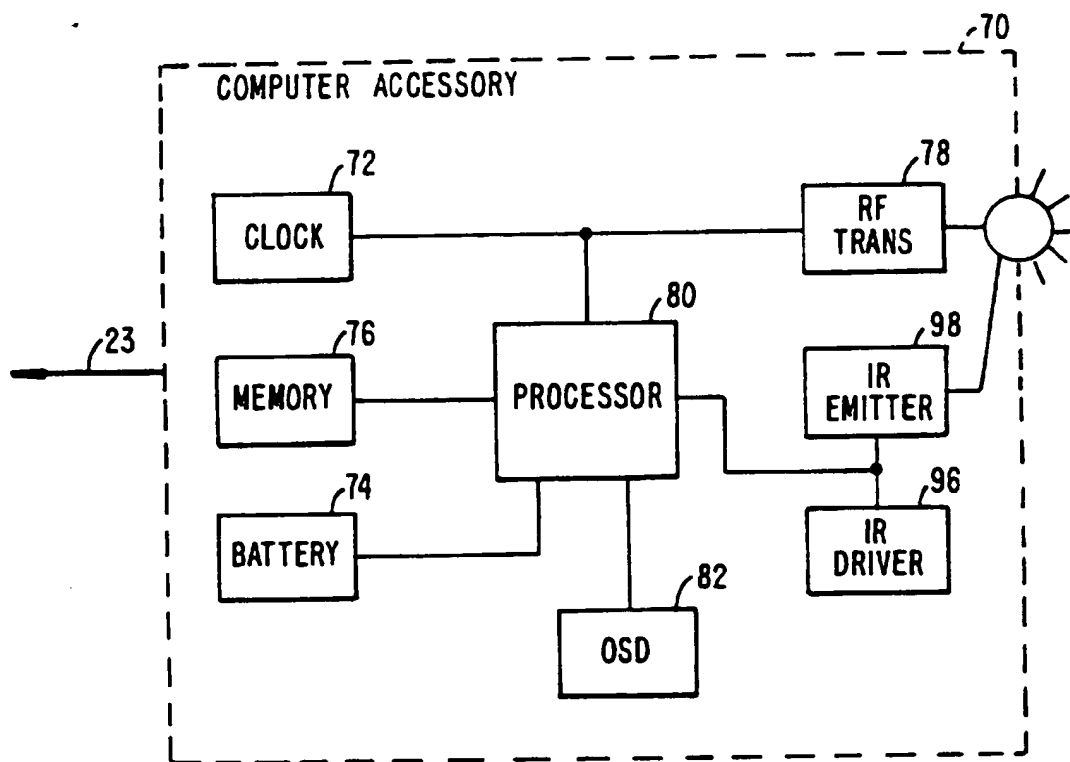 70
COMPUTER ACCESSORY
72
CLOCK
78
RF
TRANS
80
PROCESSOR
23
76
MEMORY
98
IR
EMITTER
74
BATTERY
96
IR
DRIVER
82
OSD